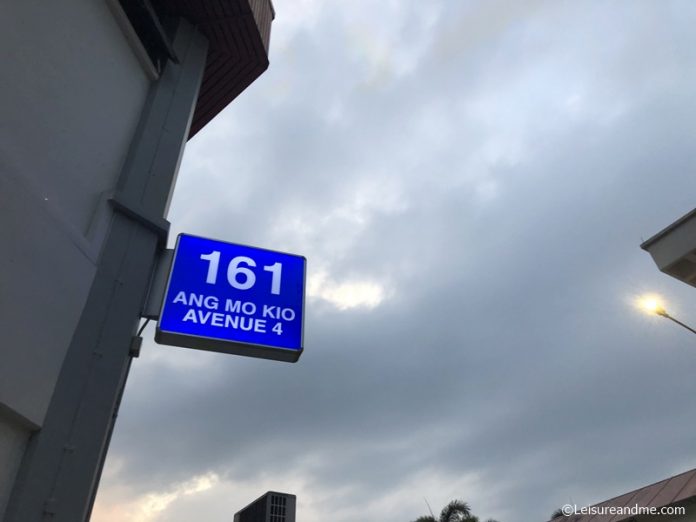 161
ANG MO KIO
AVENUE 4
©Leisureandme.com